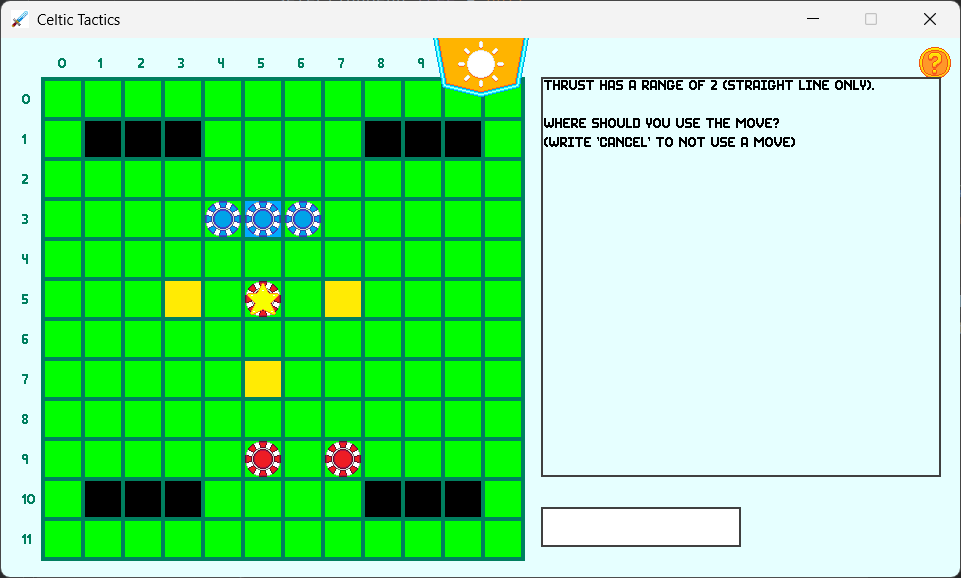 Celtic Tactics
0 1 2 3 4 5 6 7 8 9
?
0
1
2
3
4
5
6
7
8
9
10
11
THRUST HAS A RANGE OF 2 (STRAIGHT LINE ONLY).
WHERE SHOULD YOU USE THE MOVE?
(WRITE 'CANCEL' TO NOT USE A MOVE)